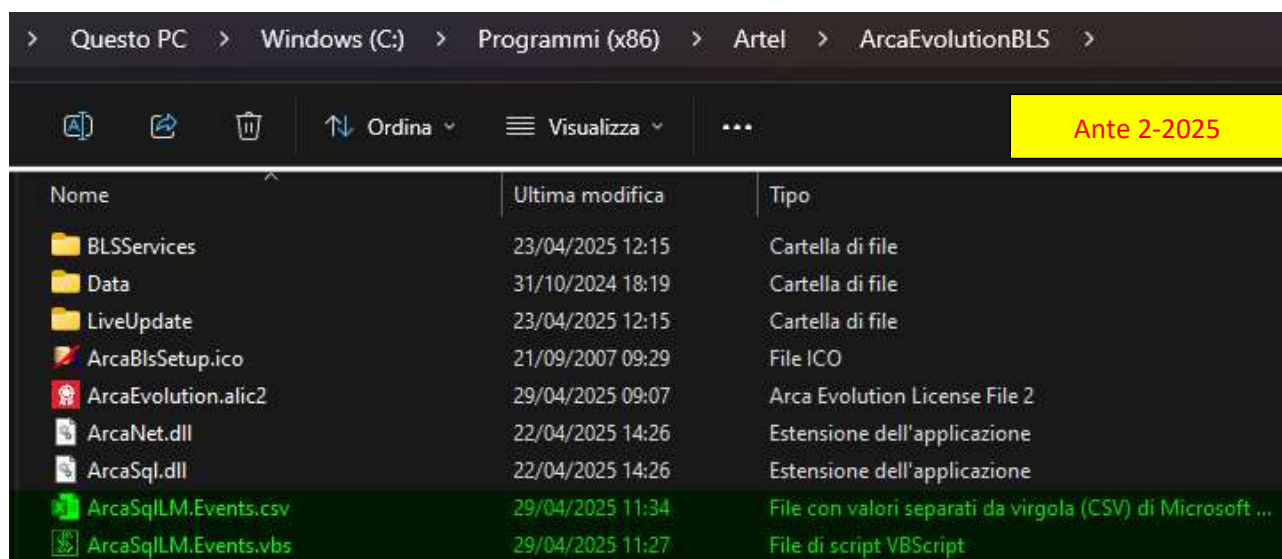 > Questo PC > Windows (C:) > Programmi (x86) > Artel > ArcaEvolutionBLS >
Ordina Visualizza ••• Ante 2-2025
Nome Ultima modifica Tipo
BLSServices 23/04/2025 12:15 Cartella di file
Data 31/10/2024 18:19 Cartella di file
LiveUpdate 23/04/2025 12:15 Cartella di file
ArcaBlsSetup.ico 21/09/2007 09:29 File ICO
ArcaEvolution.alic2 29/04/2025 09:07 Arca Evolution License File 2
ArcaNet.dll 22/04/2025 14:26 Estensione dell'applicazione
ArcaSql.dll 22/04/2025 14:26 Estensione dell'applicazione
ArcaSqlLM.Events.csv 29/04/2025 11:34 File con valori separati da virgola (CSV) di Microsoft ...
ArcaSqlLM.Events.vbs 29/04/2025 11:27 File di script VBScript